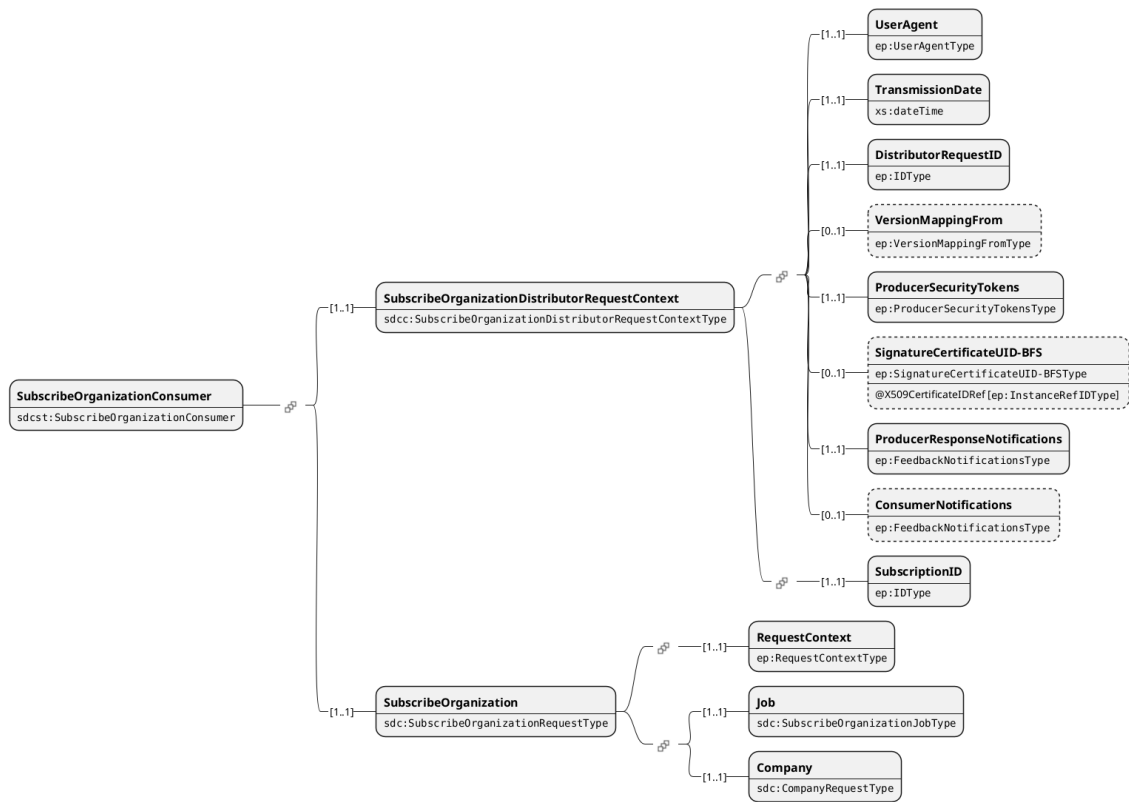 SubscribeOrganizationConsumer
sdcst:SubscribeOrganizationConsumer
[1..1]
SubscribeOrganizationDistributorRequestContext
sdcc:SubscribeOrganizationDistributorRequestContextType
[1..1]
UserAgent
ep:UserAgentType
[1..1]
TransmissionDate
xs:dateTime
[1..1]
DistributorRequestID
ep:IDType
[0..1]
VersionMappingFrom
ep:VersionMappingFromType
[1..1]
ProducerSecurityTokens
ep:ProducerSecurityTokensType
[0..1]
SignatureCertificateUID-BFS
ep:SignatureCertificateUID-BFSType
@X509CertificateIDRef [ep:InstanceRefIDType]
[1..1]
ProducerResponseNotifications
ep:FeedbackNotificationsType
[0..1]
ConsumerNotifications
ep:FeedbackNotificationsType
[1..1]
SubscriptionID
ep:IDType
[1..1]
SubscribeOrganization
sdc:SubscribeOrganizationRequestType
[1..1]
RequestContext
ep:RequestContextType
[1..1]
Job
sdc:SubscribeOrganizationJobType
[1..1]
Company
sdc:CompanyRequestType